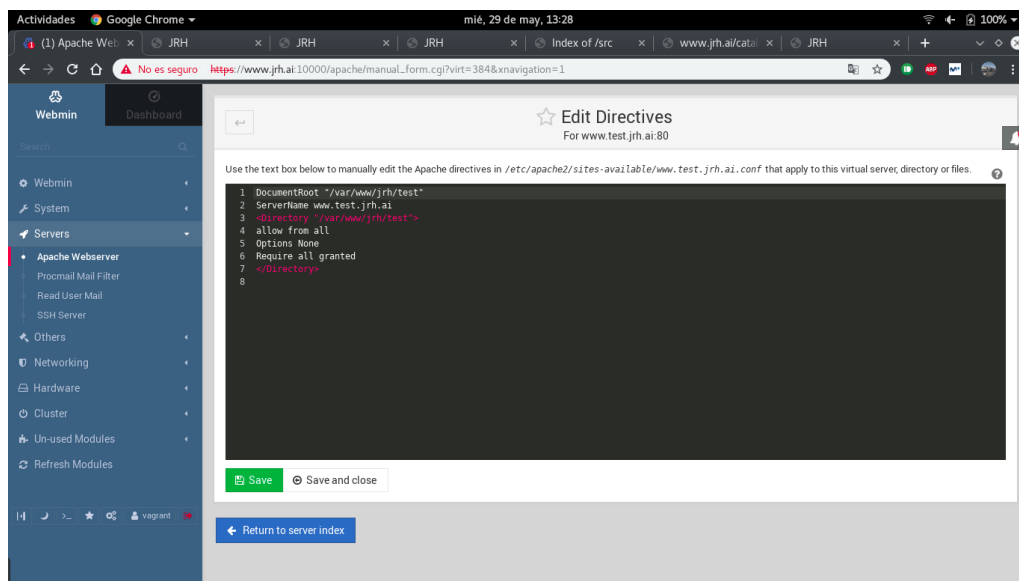 Actividades Google Chrome mié, 29 de may, 13:28 100%
(1) Apache Web JRH JRH JRH Index of /src www.jrh.ai/catal JRH
No es seguro https://www.jrh.ai:10000/apache/manual_form.cgi?virt=384&xnavigation=1
ABP
Webmin Dashboard
Search
Webmin
System
Servers
Apache Webserver
Procmail Mail Filter
Read User Mail
SSH Server
Others
Networking
Hardware
Cluster
Un-used Modules
Refresh Modules
vagrant
Edit Directives
For www.test.jrh.ai:80
Use the text box below to manually edit the Apache directives in /etc/apache2/sites-available/www.test.jrh.ai.conf that apply to this virtual server, directory or files.
1 DocumentRoot "/var/www/jrh/test"
2 ServerName www.test.jrh.ai
3 <Directory "/var/www/jrh/test">
4 allow from all
5 Options None
6 Require all granted
7 </Directory>
8
Save Save and close
Return to server index